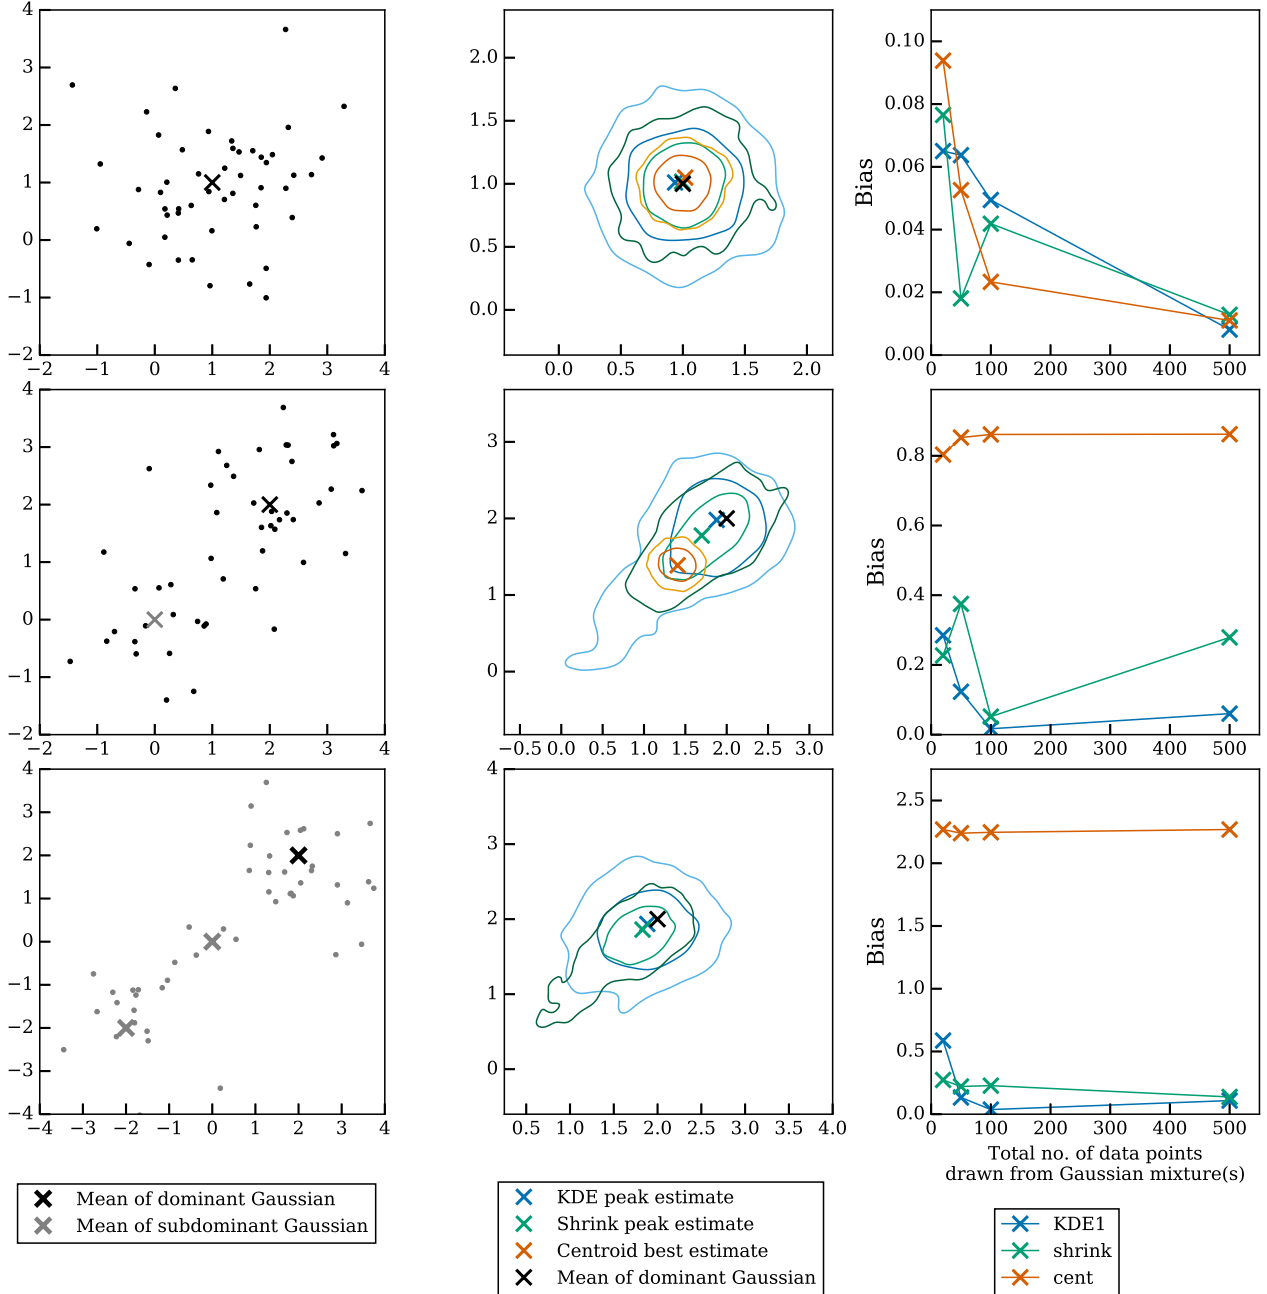 4
3
2
1
0
−1
−2
−2 −1 0 1 2 3 4
2.0
1.5
1.0
0.5
0.0
0.0 0.5 1.0 1.5 2.0
Bias
0.10
0.08
0.06
0.04
0.02
0.00
0 100 200 300 400 500
4
3
2
1
0
−1
−2
−2 −1 0 1 2 3 4
3
2
1
0
−0.5 0.0 0.5 1.0 1.5 2.0 2.5 3.0
Bias
0.8
0.6
0.4
0.2
0.0
0 100 200 300 400 500
4
3
2
1
0
−1
−2
−3
−4
−4 −3 −2 −1 0 1 2 3 4
4
3
2
1
0
0.5 1.0 1.5 2.0 2.5 3.0 3.5 4.0
Bias
2.5
2.0
1.5
1.0
0.5
0.0
0 100 200 300 400 500
Total no. of data points
drawn from Gaussian mixture(s)
Mean of dominant Gaussian
Mean of subdominant Gaussian
KDE peak estimate
Shrink peak estimate
Centroid best estimate
Mean of dominant Gaussian
KDE1
shrink
cent